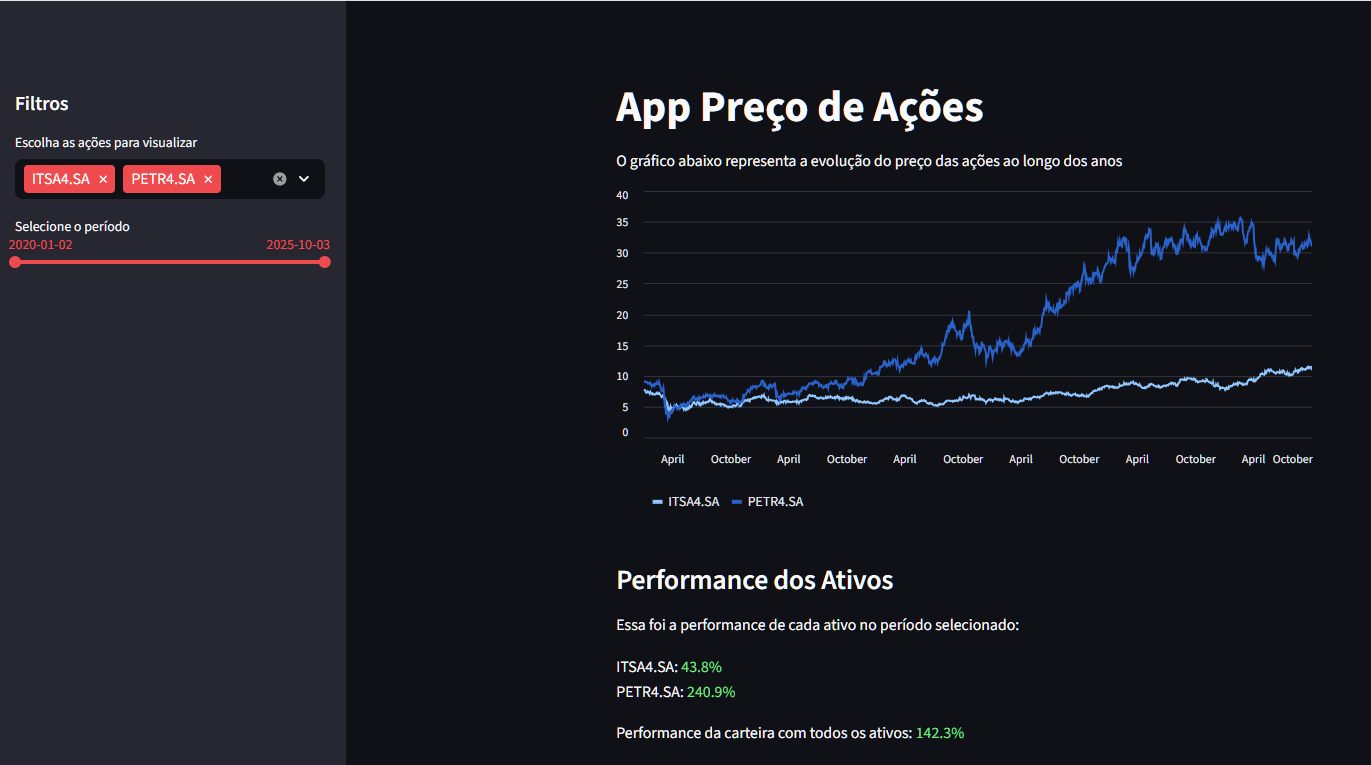 Filtros
Escolha as ações para visualizar
ITSA4.SA × PETR4.SA ×
Selecione o período
2020-01-02 2025-10-03
App Preço de Ações
O gráfico abaixo representa a evolução do preço das ações ao longo dos anos
40
35
30
25
20
15
10
5
0
April October April October April October April October April October April October
ITSA4.SA PETR4.SA
Performance dos Ativos
Essa foi a performance de cada ativo no período selecionado:
ITSA4.SA: 43.8%
PETR4.SA: 240.9%
Performance da carteira com todos os ativos: 142.3%